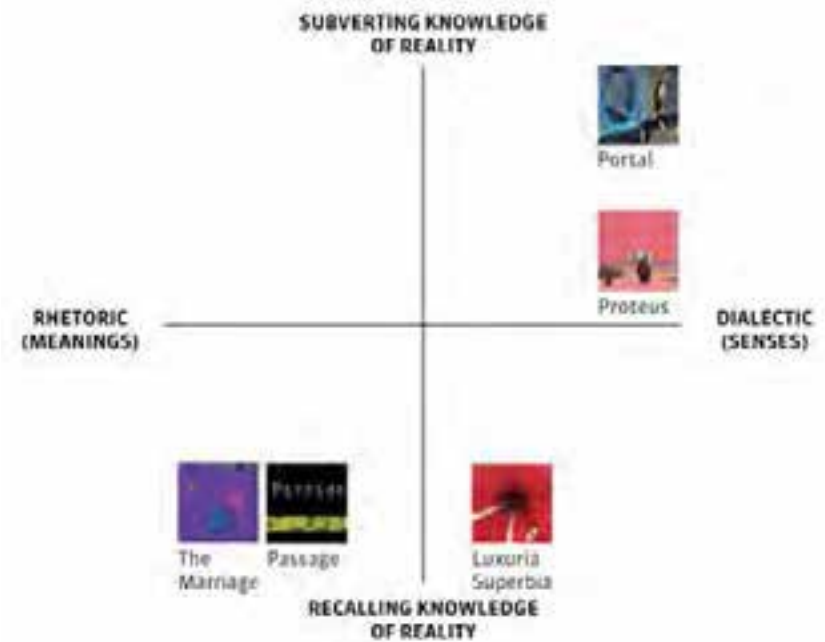 SUBVERTING KNOWLEDGE
OF REALITY
Portal
Proteus
RHETORIC
(MEANINGS)
DIALECTIC
(SENSES)
Passage
The
Marriage
Passage
Luxuria
Superbia
RECALLING KNOWLEDGE
OF REALITY